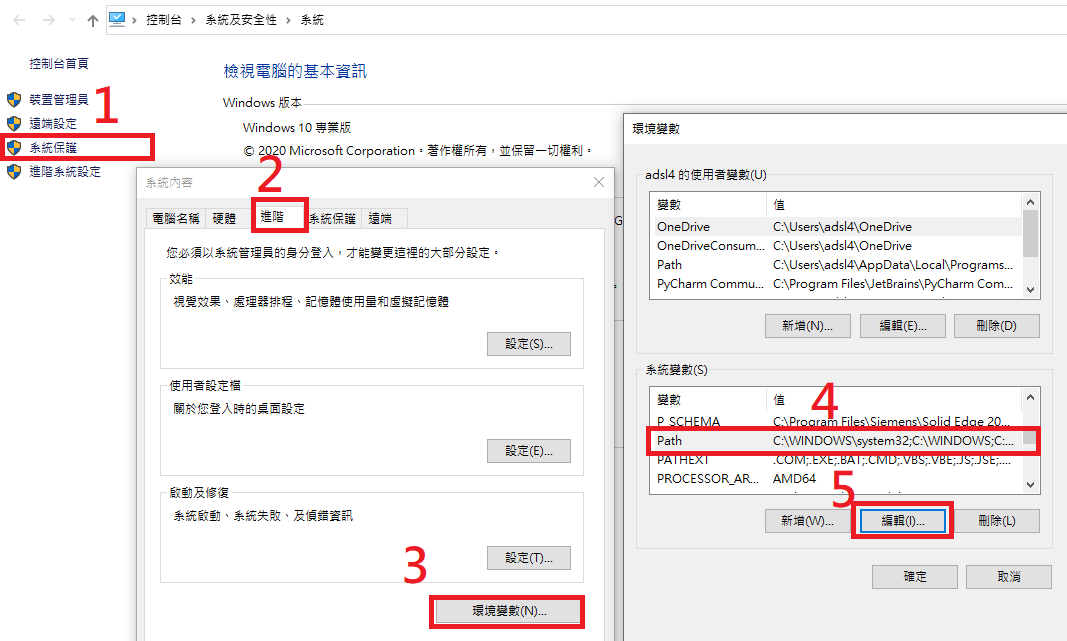 控制台 › 系統及安全性 › 系統
控制台首頁
裝置管理員
1
遠端設定
系統保護
進階系統設定
檢視電腦的基本資訊
Windows 版本
Windows 10 專業版
© 2020 Microsoft Corporation。著作權所有，並保留一切權利。
2
系統內容
電腦名稱 硬體 進階 系統保護 遠端
您必須以系統管理員的身分登入，才能變更這裡的大部分設定。
效能
視覺效果、處理器排程、記憶體使用量和虛擬記憶體
設定(S)...
使用者設定檔
關於您登入時的桌面設定
設定(E)...
啟動及修復
系統啟動、系統失敗、及偵錯資訊
設定(T)...
3
環境變數(N)...
G
環境變數
adsl4 的使用者變數(U)
變數 值
OneDrive C:\Users\adsl4\OneDrive
OneDriveConsum... C:\Users\adsl4\OneDrive
Path C:\Users\adsl4\AppData\Local\Programs...
PyCharm Commu... C:\Program Files\JetBrains\PyCharm Com...
新增(N)... 編輯(E)... 刪除(D)
系統變數(S)
變數 值
4
P_SCHEMA C:\Program Files\Siemens\Solid Edge 20...
Path C:\WINDOWS\system32;C:\WINDOWS;C:...
PATHEXT .COM;.EXE;.BAT;.CMD;.VBS;.VBE;.JS;.JSE;....
PROCESSOR_AR... AMD64
5
新增(W)... 編輯(I)... 刪除(L)
確定 取消